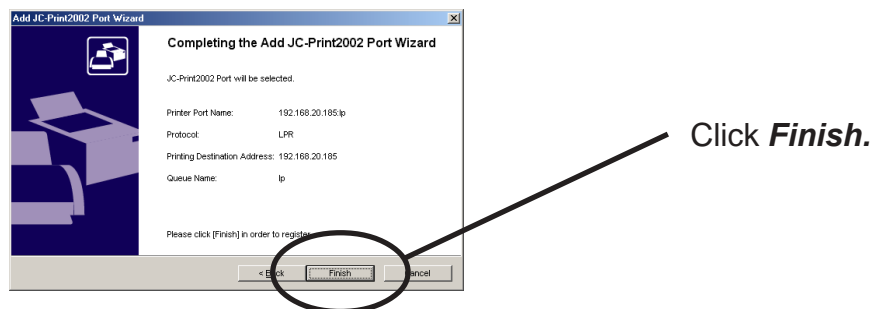 Add JC-Print2002 Port Wizard
Completing the Add JC-Print2002 Port Wizard
JC-Print2002 Port will be selected.
Printer Port Name: 192.168.20.185:lp
Protocol: LPR
Printing Destination Address: 192.168.20.185
Queue Name: lp
Please click [Finish] in order to register
Click Finish.
< Back Finish Cancel